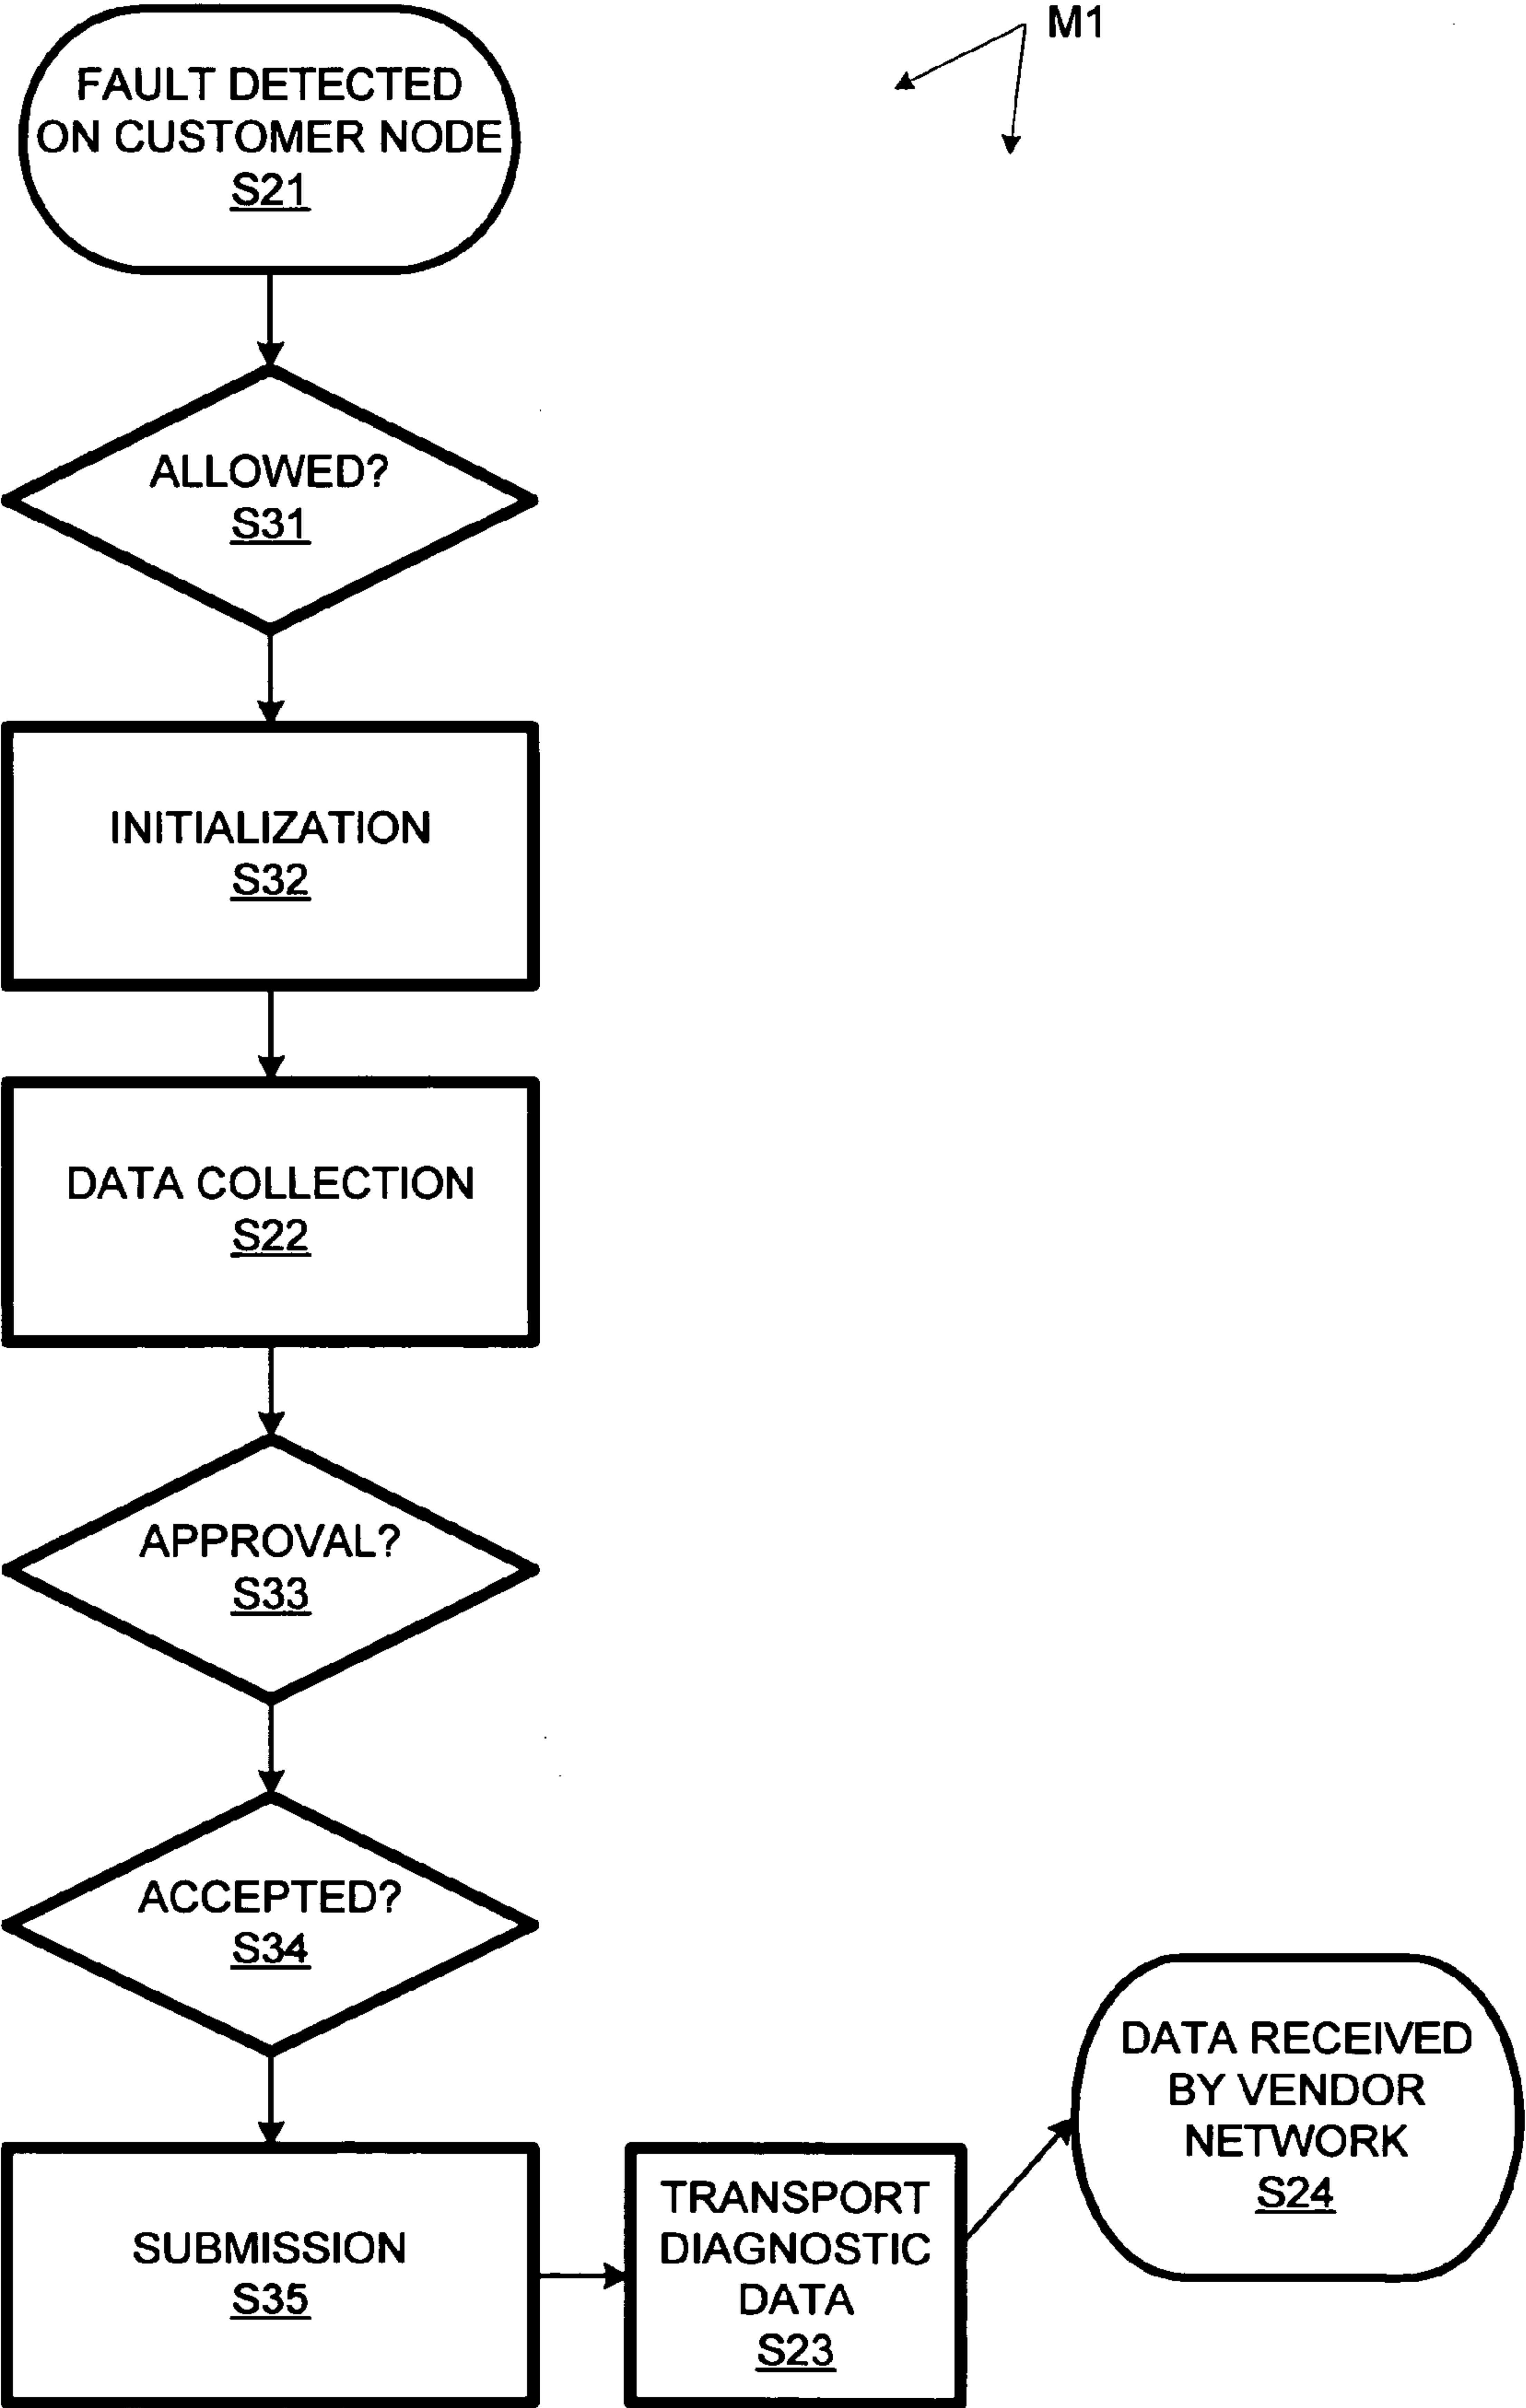 M1
FAULT DETECTED
ON CUSTOMER NODE
S21
ALLOWED?
S31
INITIALIZATION
S32
DATA COLLECTION
S22
APPROVAL?
S33
ACCEPTED?
S34
SUBMISSION
S35
TRANSPORT
DIAGNOSTIC
DATA
S23
DATA RECEIVED
BY VENDOR
NETWORK
S24